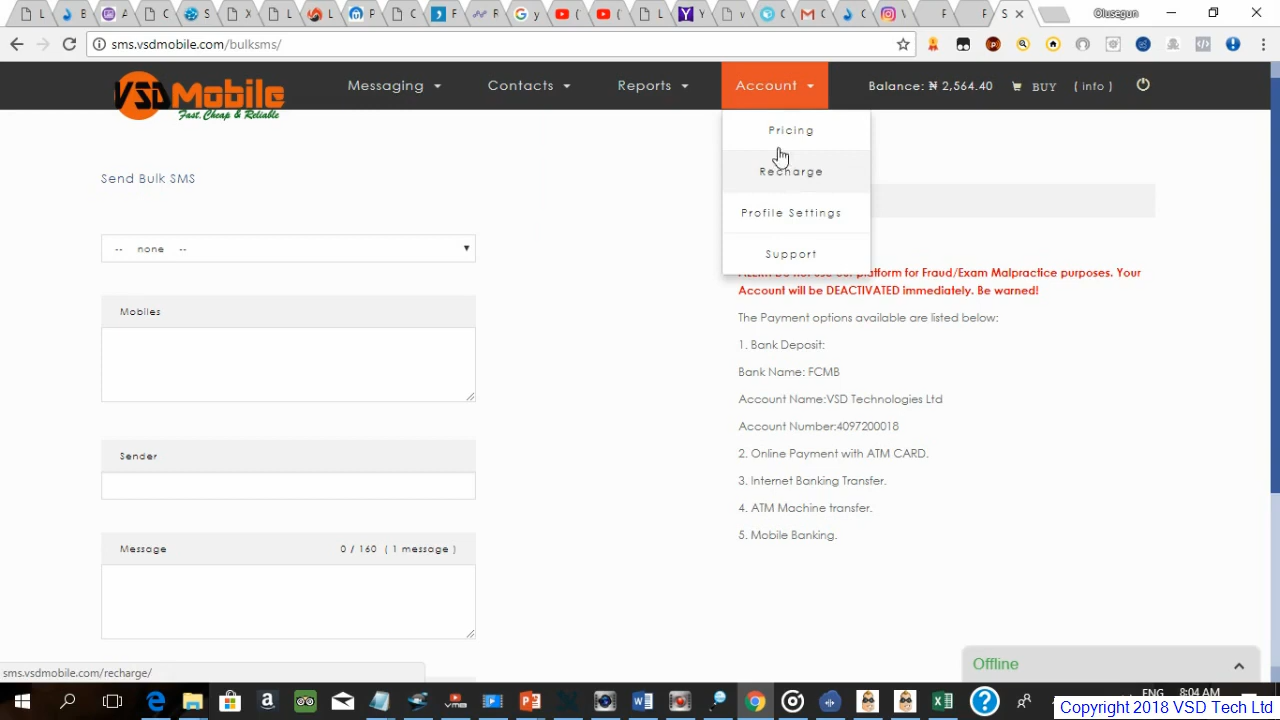 Olusegun
sms.vsdmobile.com/bulksms/
VSD Mobile
Fast, Cheap & Reliable
Messaging
Contacts
Reports
Account
Balance: ₦ 2,564.40
BUY
( info )
Pricing
Recharge
Profile Settings
Support
Send Bulk SMS
-- none --
Mobiles
Sender
Message 0 / 160 ( 1 message )
platform for Fraud/Exam Malpractice purposes. Your
Account will be DEACTIVATED immediately. Be warned!
The Payment options available are listed below:
1. Bank Deposit:
Bank Name: FCMB
Account Name:VSD Technologies Ltd
Account Number:4097200018
2. Online Payment with ATM CARD.
3. Internet Banking Transfer.
4. ATM Machine transfer.
5. Mobile Banking.
Offline
sms.vsdmobile.com/recharge/
ENG 8:04 AM
Copyright 2018 VSD Tech Ltd